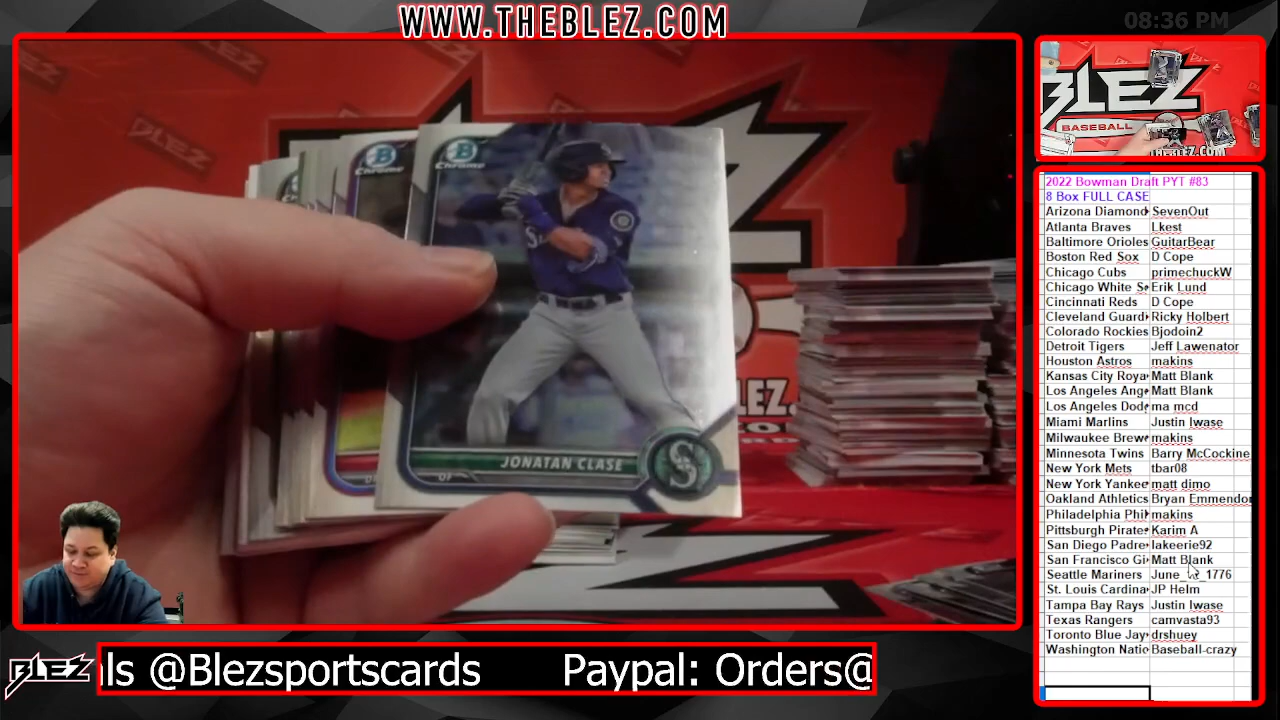 WWW.THEBLEZ.COM
08:36 PM
BLEZ
BASEBALL
Chrome
Chrome
JONATAN CLASE
OF
2022 Bowman Draft PYT #83
8 Box FULL CASE
Arizona Diamond SevenOut
Atlanta Braves Lkest
Baltimore Orioles GuitarBear
Boston Red Sox D Cope
Chicago Cubs primechuckW
Chicago White S Erik Lund
Cincinnati Reds D Cope
Cleveland Guard Ricky Holbert
Colorado Rockies Bjodoin2
Detroit Tigers Jeff Lawenator
Houston Astros makins
Kansas City Roya Matt Blank
Los Angeles Ang Matt Blank
Los Angeles Dod ma mcd
Miami Marlins Justin Iwase
Milwaukee Brew makins
Minnesota Twins Barry McCockine
New York Mets tbar08
New York Yankee matt dimo
Oakland Athletics Bryan Emmendor
Philadelphia Phi makins
Pittsburgh Pirate Karim A
San Diego Padre lakeerie92
San Francisco Gi Matt Blank
Seattle Mariners
St. Louis Cardina JP Helm
Tampa Bay Rays Justin Iwase
Texas Rangers camvasta93
Toronto Blue Jay drshuey
Washington Natio Baseball-crazy
BLEZ
ls @Blezsportscards Paypal: Orders@